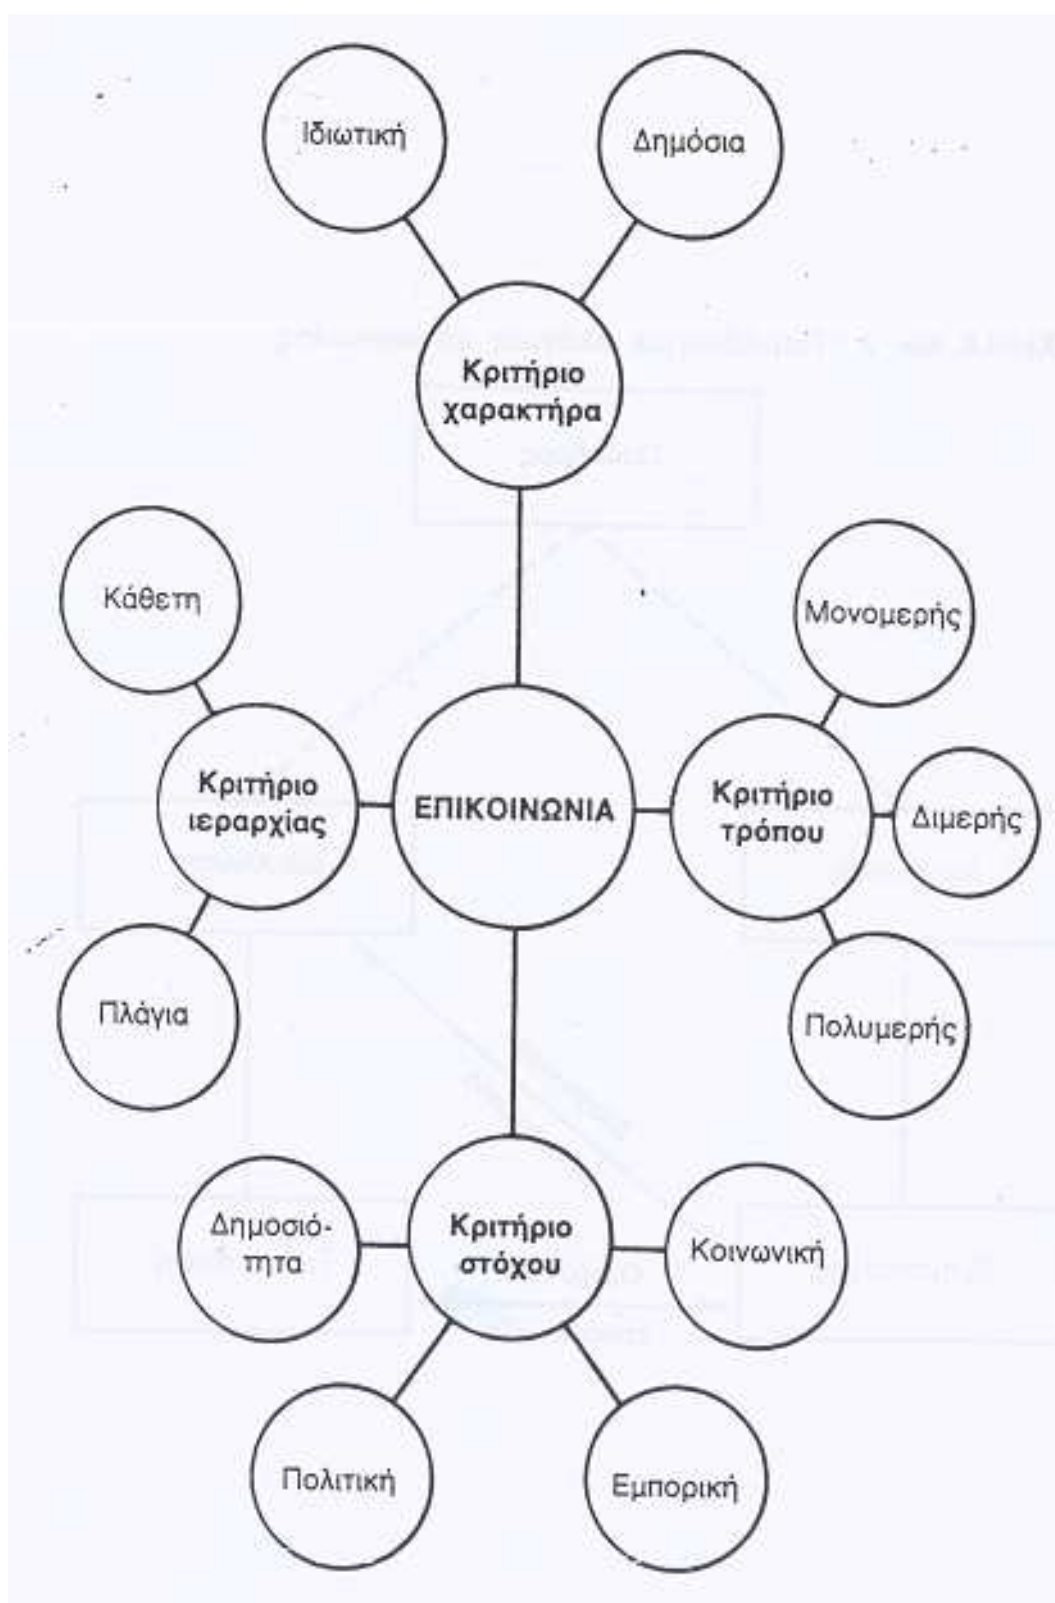 Ιδιωτική
Δημόσια
Κριτήριο
χαρακτήρα
Κάθετη
Μονομερής
Κριτήριο
ιεραρχίας
ΕΠΙΚΟΙΝΩΝΙΑ
Κριτήριο
τρόπου
Διμερής
Πλάγια
Πολυμερής
Δημοσιό-
τητα
Κριτήριο
στόχου
Κοινωνική
Πολιτική
Εμπορική